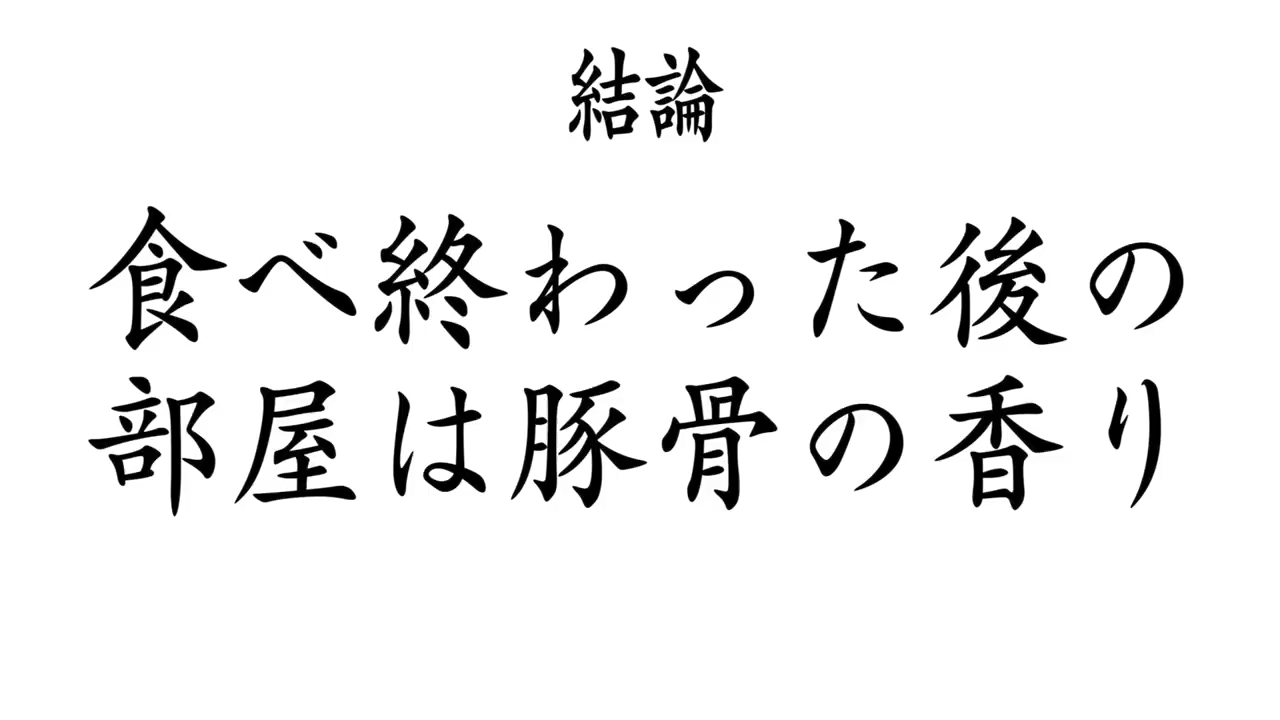 結論
食べ終わった後の
部屋は豚骨の香り